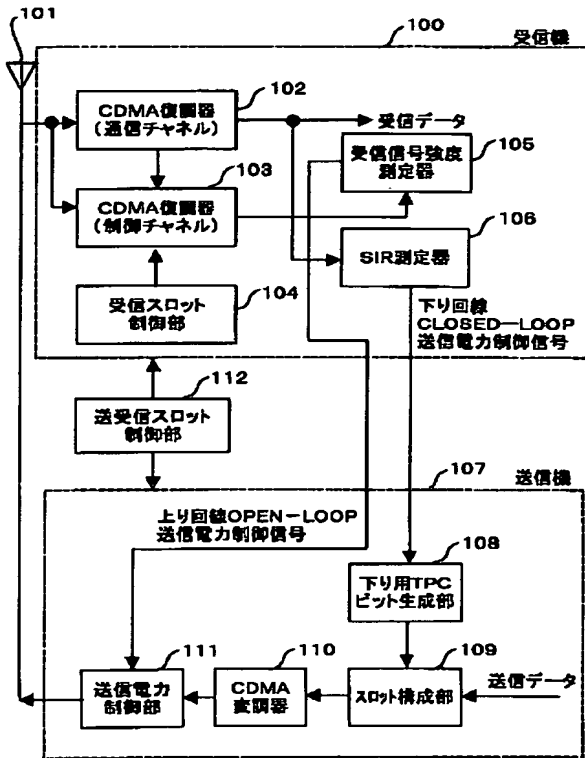 101
100
受信機
102
CDMA復調器
(通信チャネル)
受信データ
105
受信信号強度
測定器
103
CDMA復調器
(制御チャネル)
106
SIR測定器
受信スロット
制御部
104
下り回線
CLOSED-LOOP
送信電力制御信号
112
送受信スロット
制御部
107
送信機
上り回線OPEN-LOOP
送信電力制御信号
108
下り用TPC
ビット生成部
111
110
109
送信電力
制御部
CDMA
変調器
スロット構成部
送信データ